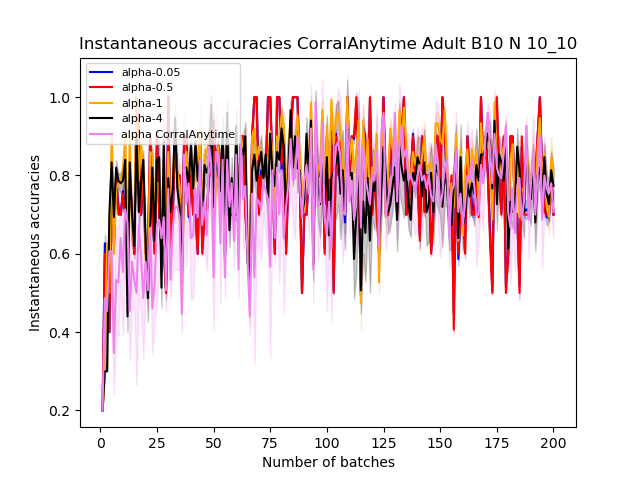 Instantaneous accuracies CorralAnytime Adult B10 N 10_10
alpha-0.05
alpha-0.5
alpha-1
alpha-4
alpha CorralAnytime
1.0
0.8
0.6
0.4
0.2
Instantaneous accuracies
0 25 50 75 100 125 150 175 200
Number of batches